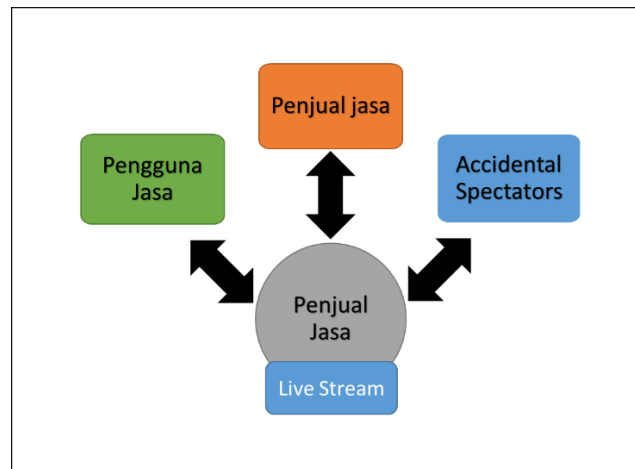 Penjual jasa
Pengguna
Jasa
Accidental
Spectators
Penjual
Jasa
Live Stream